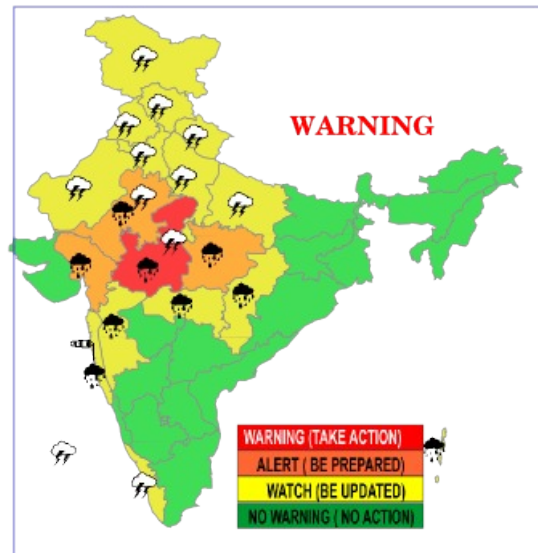 WARNING
WARNING (TAKE ACTION)
ALERT ( BE PREPARED)
WATCH (BE UPDATED)
NO WARNING ( NO ACTION)